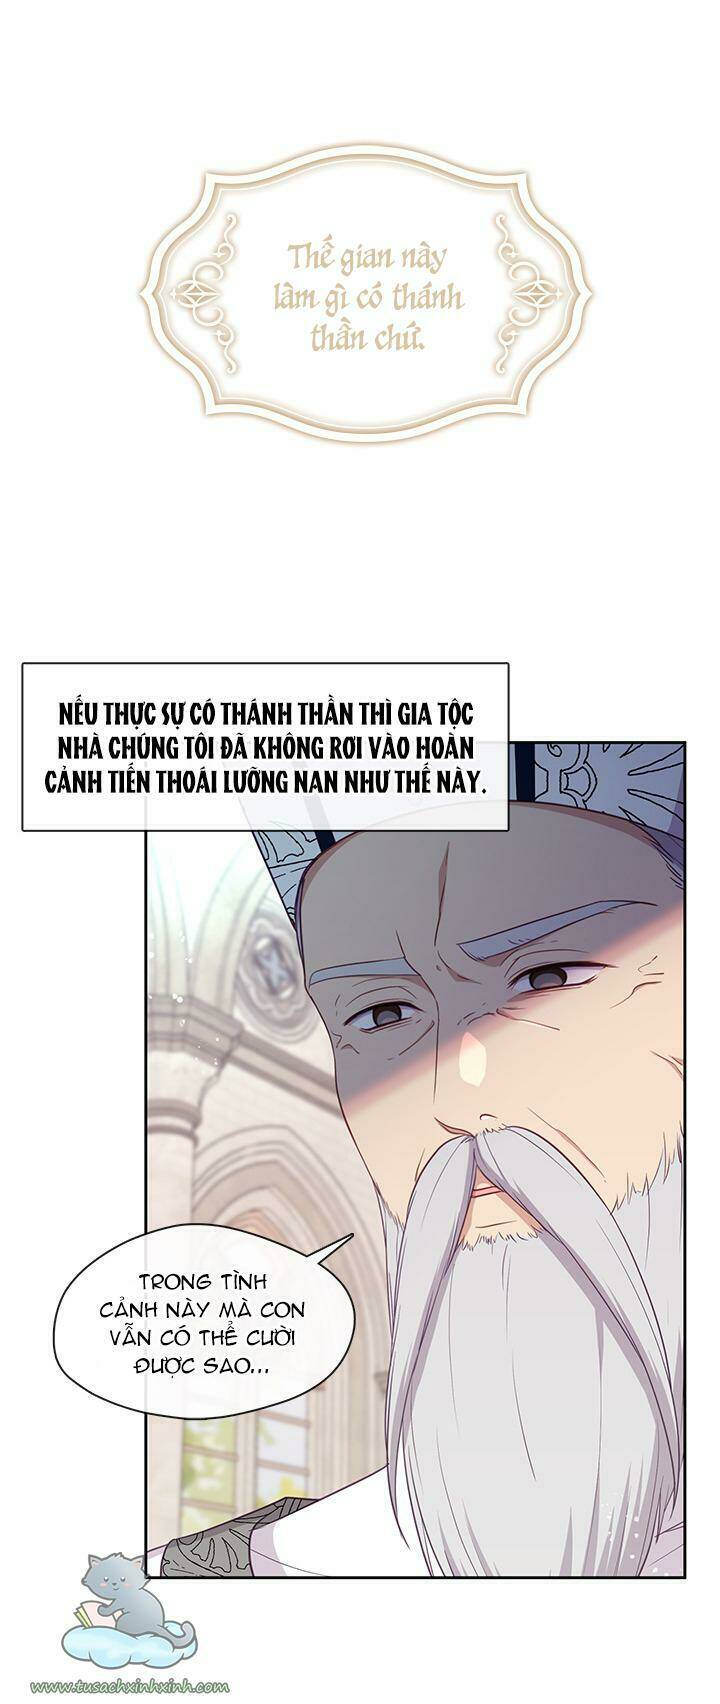 Thế gian này
làm gì có thánh
thần chứ.
NẾU THỰC SỰ CÓ THÁNH THẦN THÌ GIA TỘC
NHÀ CHÚNG TÔI ĐÃ KHÔNG RƠI VÀO HOÀN
CẢNH TIẾN THOÁI LƯỠNG NAN NHƯ THẾ NÀY.
TRONG TÌNH
CẢNH NÀY MÀ CON
VẪN CÓ THỂ CƯỜI
ĐƯỢC SAO...
www.tusachxinhxinh.com